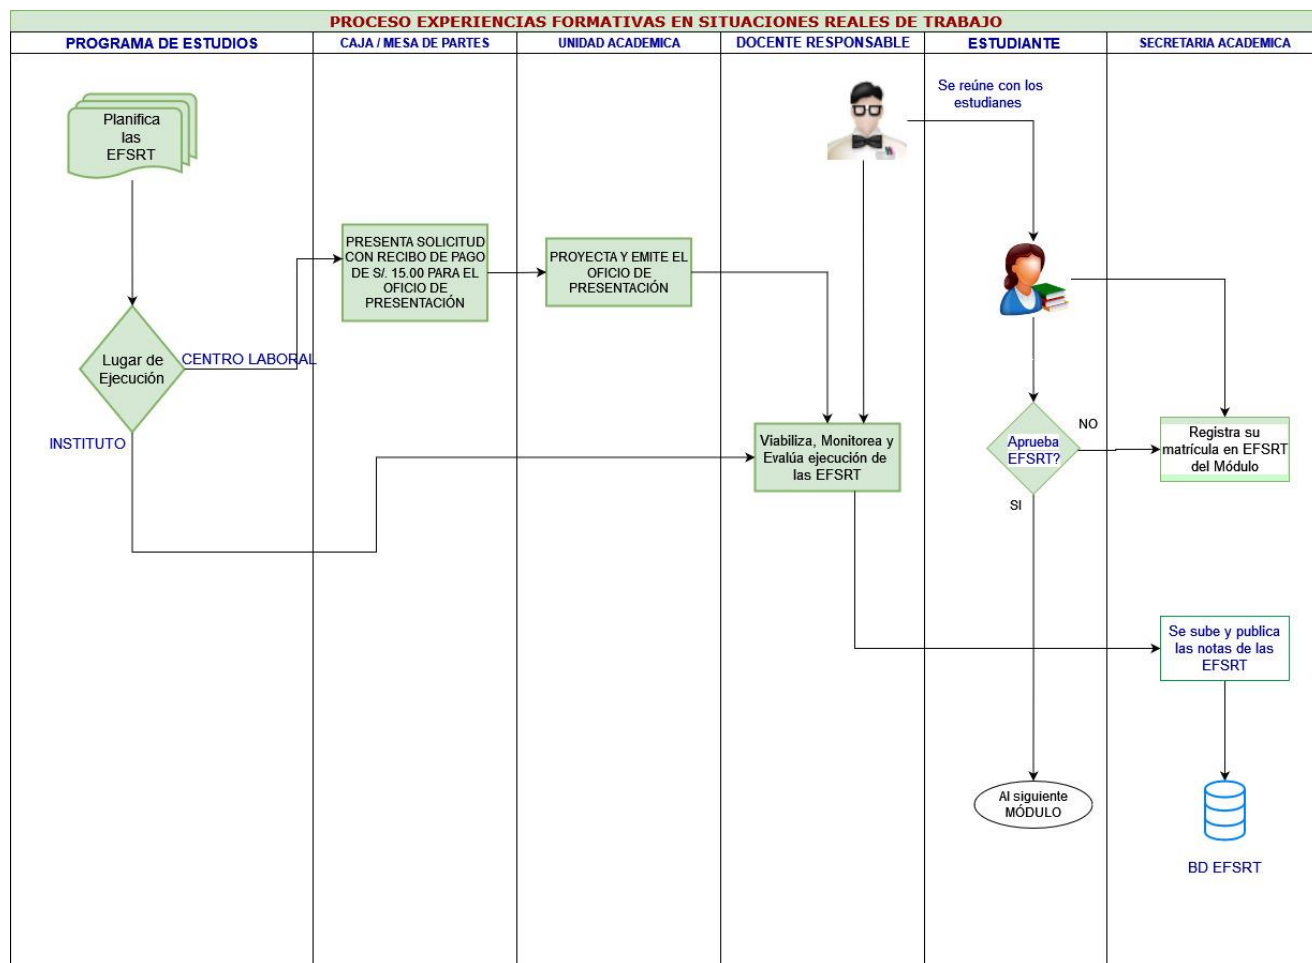 PROCESO EXPERIENCIAS FORMATIVAS EN SITUACIONES REALES DE TRABAJO
PROGRAMA DE ESTUDIOS
CAJA / MESA DE PARTES
UNIDAD ACADEMICA
DOCENTE RESPONSABLE
ESTUDIANTE
SECRETARIA ACADEMICA
Planifica
las
EFSRT
Se reúne con los
estudianes
PRESENTA SOLICITUD
CON RECIBO DE PAGO
DE S/. 15.00 PARA EL
OFICIO DE
PRESENTACIÓN
PROYECTA Y EMITE EL
OFICIO DE
PRESENTACIÓN
Lugar de
Ejecución
CENTRO LABORAL
INSTITUTO
Viabiliza, Monitorea y
Evalúa ejecución de
las EFSRT
Aprueba
EFSRT?
NO
SI
Registra su
matrícula en EFSRT
del Módulo
Se sube y publica
las notas de las
EFSRT
Al siguiente
MÓDULO
BD EFSRT